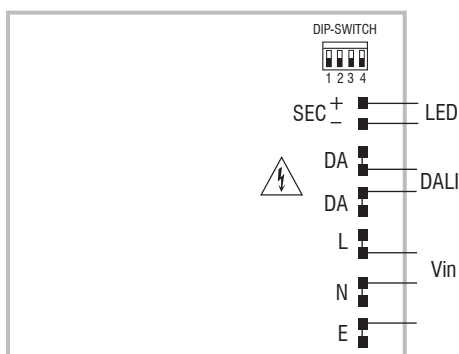 DIP-SWITCH
1 2 3 4
SEC + −
LED
DA
DALI
DA
L
Vin
N
E